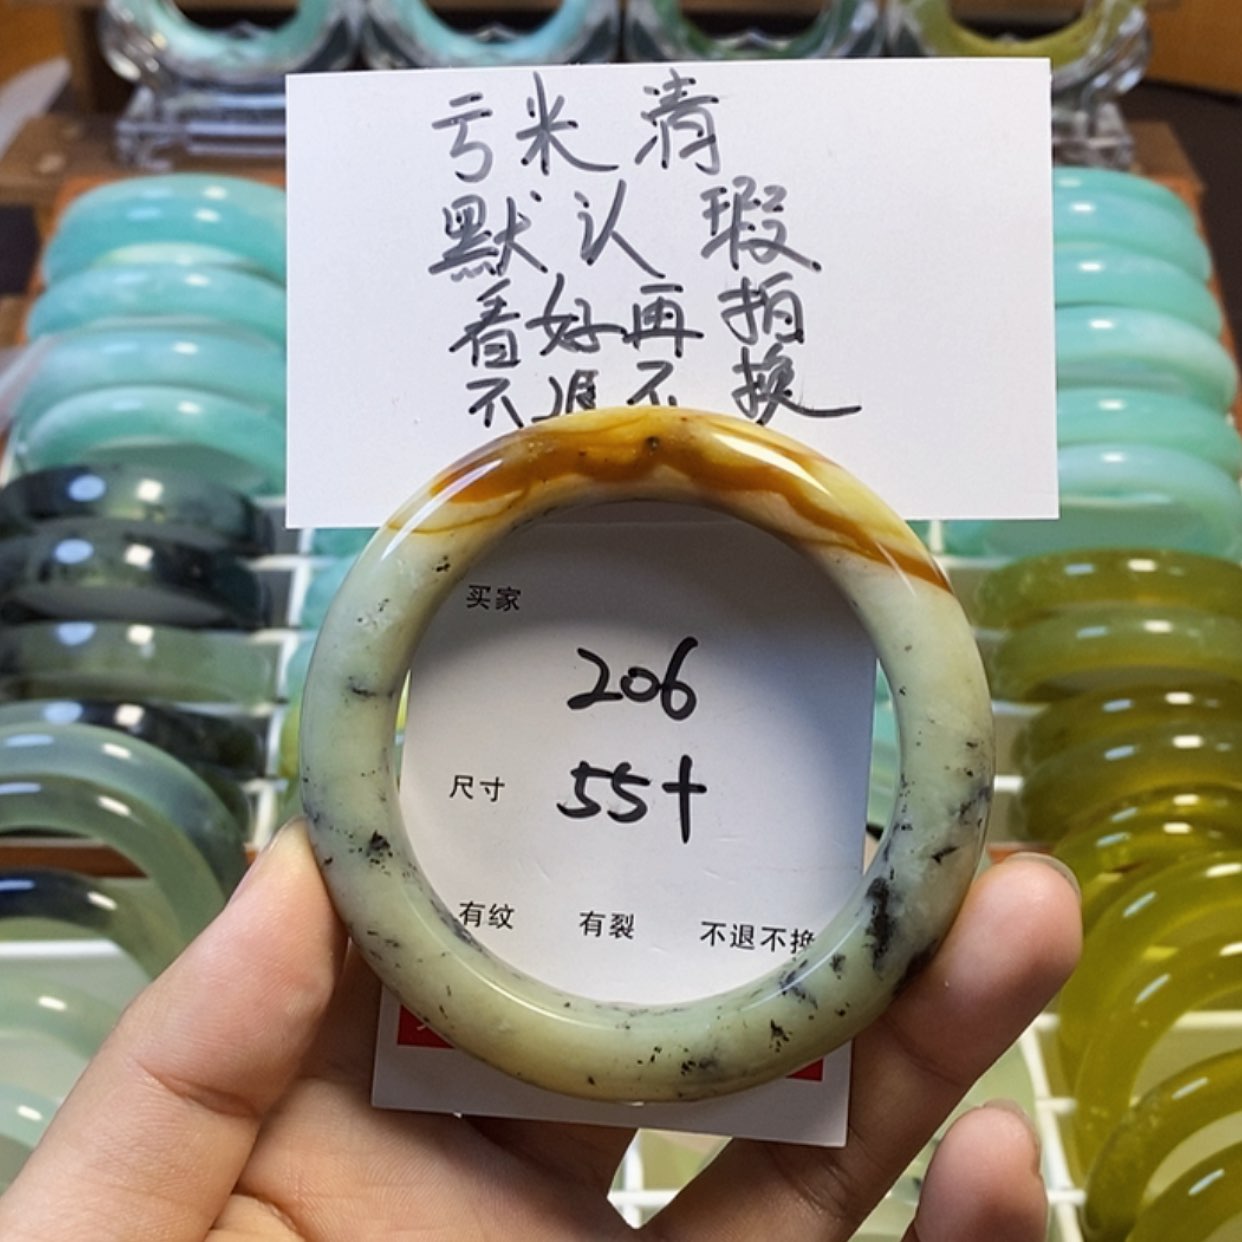 亏米清
默认瑕
看好再拍
不退不换
买家
206
尺寸 55+
有纹 有裂 不退不换